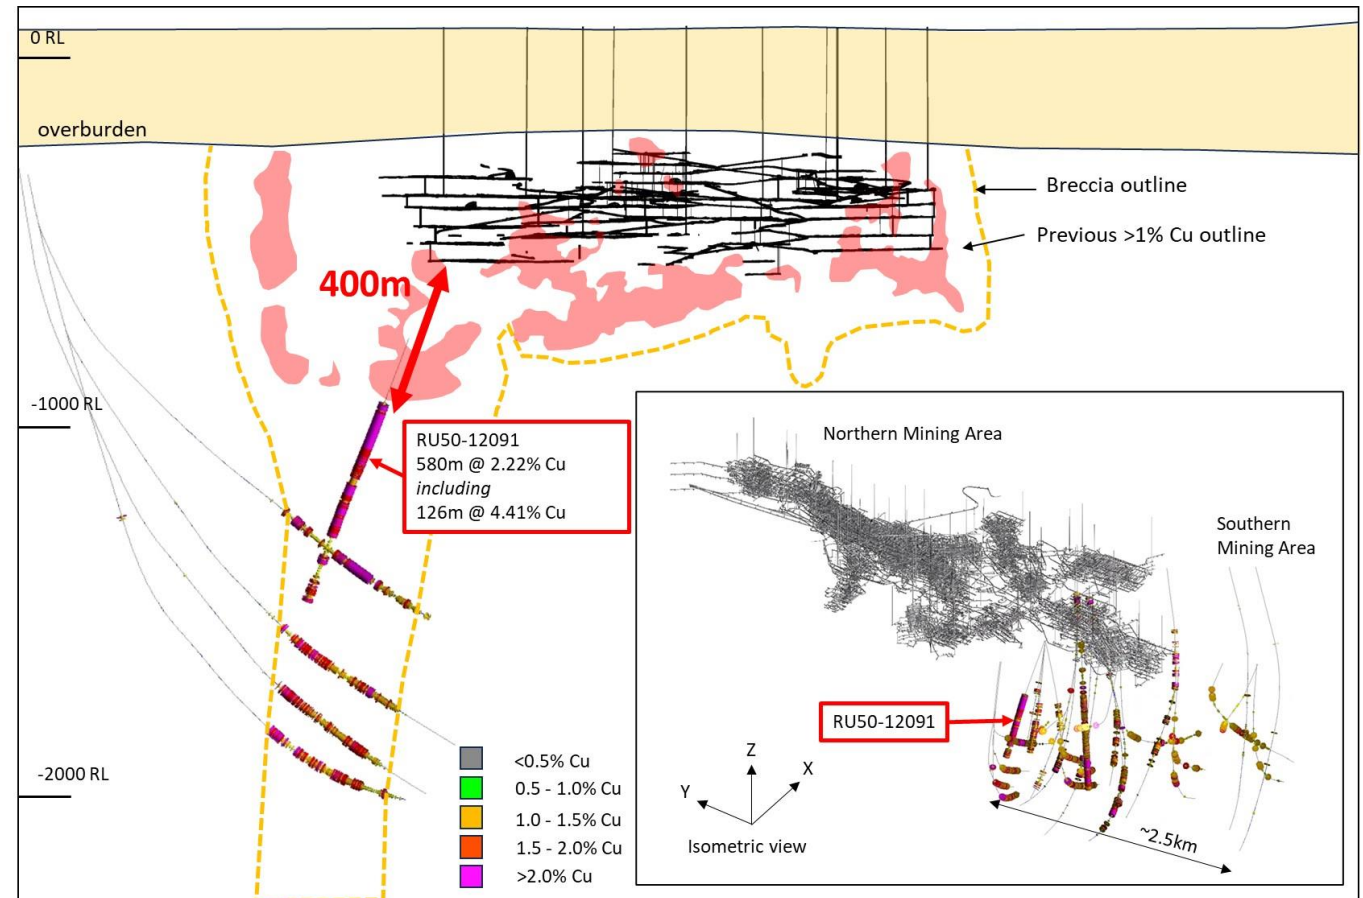 0 RL
overburden
Breccia outline
Previous >1% Cu outline
400m
-1000 RL
RU50-12091
580m @ 2.22% Cu
including
126m @ 4.41% Cu
-2000 RL
<0.5% Cu
0.5 - 1.0% Cu
1.0 - 1.5% Cu
1.5 - 2.0% Cu
>2.0% Cu
Northern Mining Area
Southern
Mining Area
RU50-12091
Z
X
Y
Isometric view
~2.5km